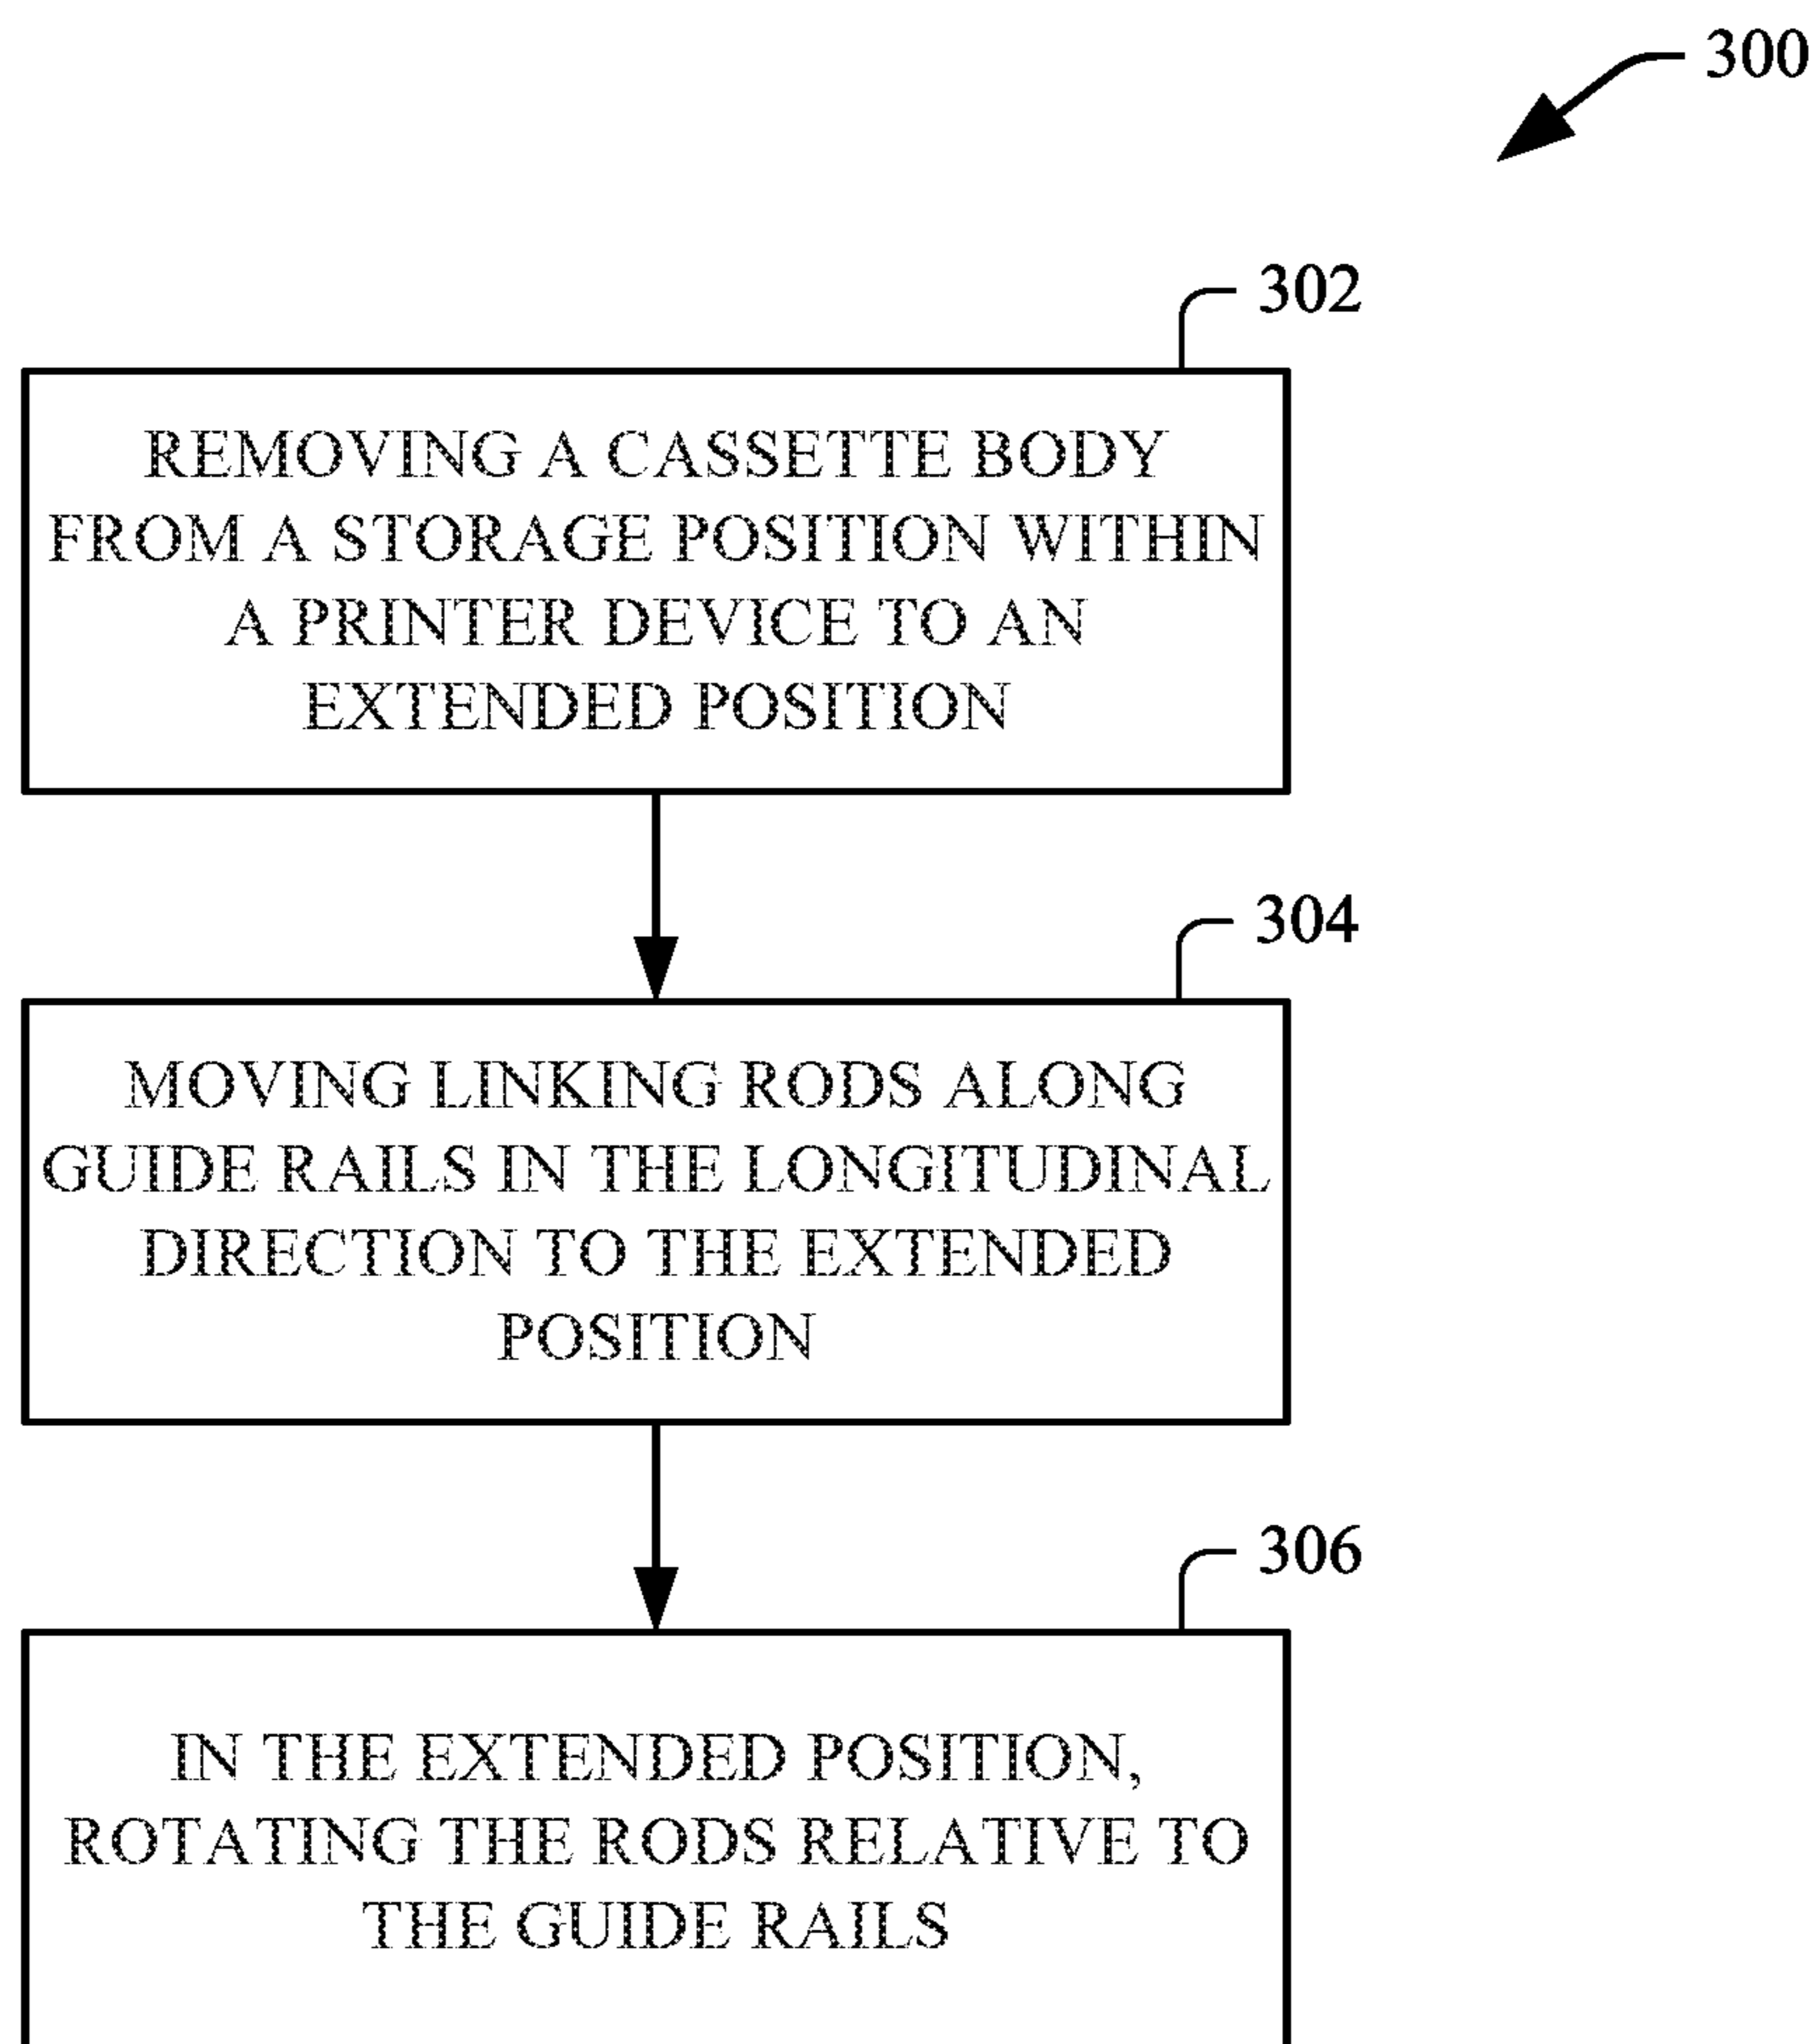 300
302
REMOVING A CASSETTE BODY
FROM A STORAGE POSITION WITHIN
A PRINTER DEVICE TO AN
EXTENDED POSITION
304
MOVING LINKING RODS ALONG
GUIDE RAILS IN THE LONGITUDINAL
DIRECTION TO THE EXTENDED
POSITION
306
IN THE EXTENDED POSITION,
ROTATING THE RODS RELATIVE TO
THE GUIDE RAILS